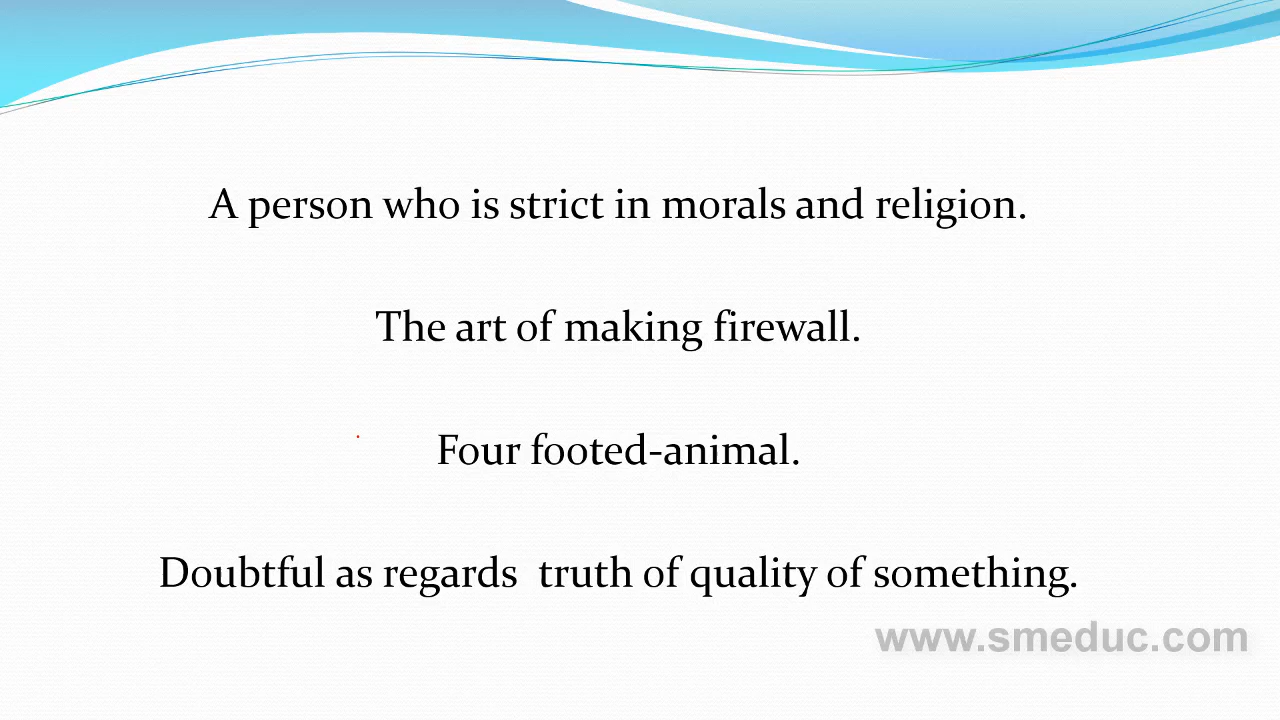 A person who is strict in morals and religion.
The art of making firewall.
Four footed-animal.
Doubtful as regards  truth of quality of something.
www.smeduc.com